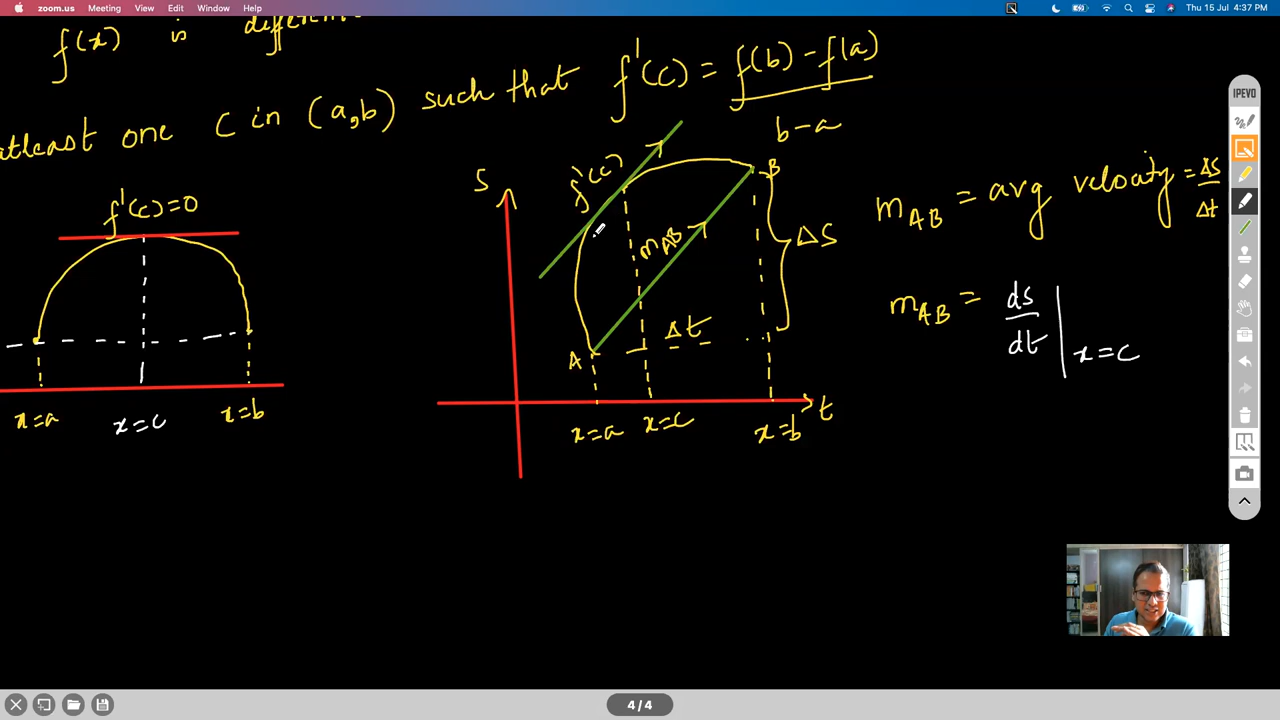 zoom.us Meeting View Edit Window Help Thu 15 Jul 4:37 PM
f(x) is
atleast one c in (a,b) such that f'(c) = f(b) - f(a)
b-a
IPEVO
f'(c)=0
x=a x=c x=b
S
f'(c)
B
mAB
ΔS
Δt
A
x=a x=c x=b t
mAB = avg velocity = Δs
Δt
mAB = ds
dt x=c
4/4